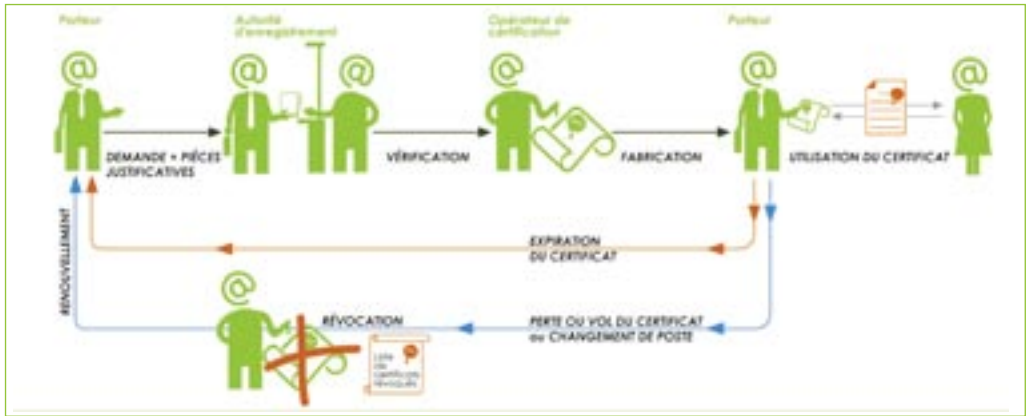 Porteur
Autorité
d'enregistrement
Opérateur de
certification
Porteur
DEMANDE + PIÈCES
JUSTIFICATIVES
VÉRIFICATION
FABRICATION
UTILISATION DU CERTIFICAT
RENOUVELLEMENT
EXPIRATION
DU CERTIFICAT
RÉVOCATION
PERTE OU VOL DU CERTIFICAT
ou CHANGEMENT DE POSTE
Liste
de
certificats
révoqués